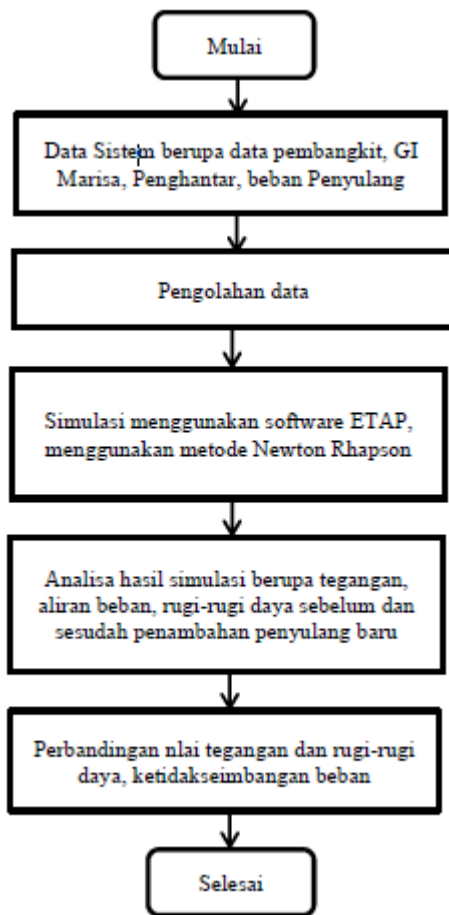 Mulai
Data Sistem berupa data pembangkit, GI
Marisa, Penghantar, beban Penyulang
Pengolahan data
Simulasi menggunakan software ETAP,
menggunakan metode Newton Rhapson
Analisa hasil simulasi berupa tegangan,
aliran beban, rugi-rugi daya sebelum dan
sesudah penambahan penyulang baru
Perbandingan nlai tegangan dan rugi-rugi
daya, ketidakseimbangan beban
Selesai